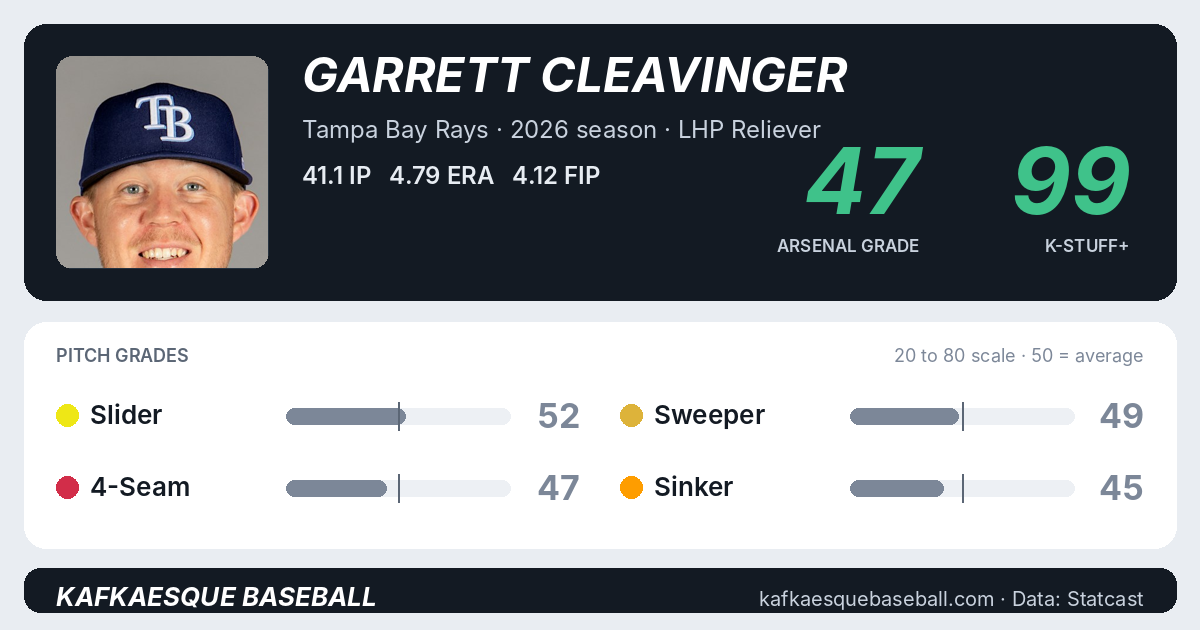 TB
GARRETT CLEAVINGER
Tampa Bay Rays · 2026 season · LHP Reliever
41.1 IP 4.79 ERA 4.12 FIP
47 99
ARSENAL GRADE K-STUFF+
PITCH GRADES 20 to 80 scale · 50 = average
Slider 52 Sweeper 49
4-Seam 47 Sinker 45
KAFKAESQUE BASEBALL kafkaesquebaseball.com · Data: Statcast